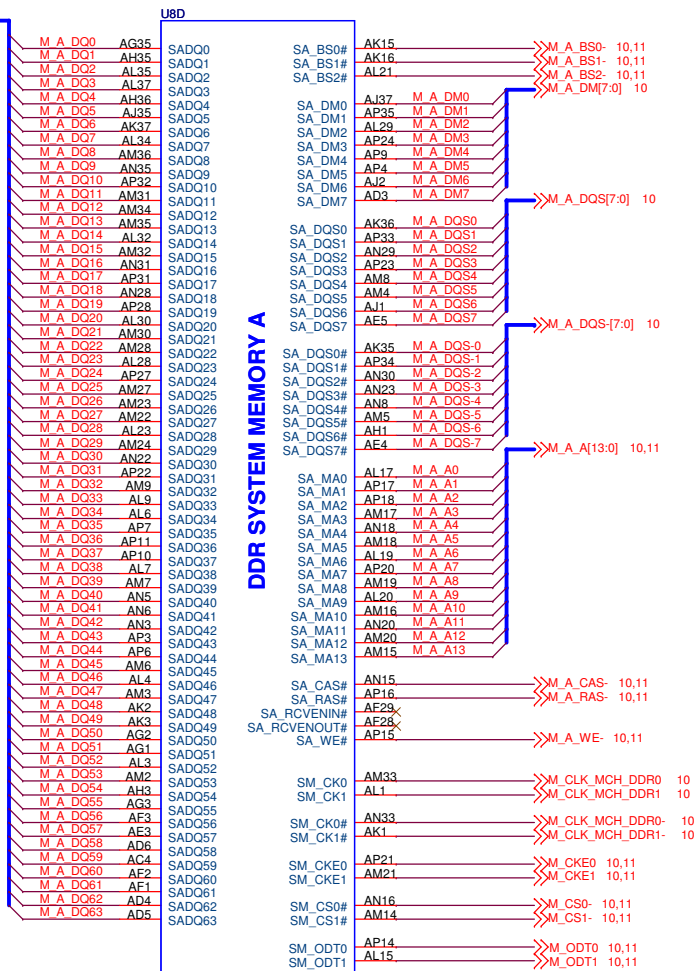 U8D
M_A_DQ0 AG35 SADQ0
M_A_DQ1 AH35 SADQ1
M_A_DQ2 AL35 SADQ2
M_A_DQ3 AL37 SADQ3
M_A_DQ4 AH36 SADQ4
M_A_DQ5 AJ35 SADQ5
M_A_DQ6 AK37 SADQ6
M_A_DQ7 AL34 SADQ7
M_A_DQ8 AM36 SADQ8
M_A_DQ9 AN35 SADQ9
M_A_DQ10 AP32 SADQ10
M_A_DQ11 AM31 SADQ11
M_A_DQ12 AM34 SADQ12
M_A_DQ13 AM35 SADQ13
M_A_DQ14 AL32 SADQ14
M_A_DQ15 AM32 SADQ15
M_A_DQ16 AN31 SADQ16
M_A_DQ17 AP31 SADQ17
M_A_DQ18 AN28 SADQ18
M_A_DQ19 AP28 SADQ19
M_A_DQ20 AL30 SADQ20
M_A_DQ21 AM30 SADQ21
M_A_DQ22 AM28 SADQ22
M_A_DQ23 AL28 SADQ23
M_A_DQ24 AP27 SADQ24
M_A_DQ25 AM27 SADQ25
M_A_DQ26 AM23 SADQ26
M_A_DQ27 AM22 SADQ27
M_A_DQ28 AL23 SADQ28
M_A_DQ29 AM24 SADQ29
M_A_DQ30 AN22 SADQ30
M_A_DQ31 AP22 SADQ31
M_A_DQ32 AM9 SADQ32
M_A_DQ33 AL9 SADQ33
M_A_DQ34 AL6 SADQ34
M_A_DQ35 AP7 SADQ35
M_A_DQ36 AP11 SADQ36
M_A_DQ37 AP10 SADQ37
M_A_DQ38 AL7 SADQ38
M_A_DQ39 AM7 SADQ39
M_A_DQ40 AN5 SADQ40
M_A_DQ41 AN6 SADQ41
M_A_DQ42 AN3 SADQ42
M_A_DQ43 AP3 SADQ43
M_A_DQ44 AP6 SADQ44
M_A_DQ45 AM6 SADQ45
M_A_DQ46 AL4 SADQ46
M_A_DQ47 AM3 SADQ47
M_A_DQ48 AK2 SADQ48
M_A_DQ49 AK3 SADQ49
M_A_DQ50 AG2 SADQ50
M_A_DQ51 AG1 SADQ51
M_A_DQ52 AL3 SADQ52
M_A_DQ53 AM2 SADQ53
M_A_DQ54 AH3 SADQ54
M_A_DQ55 AG3 SADQ55
M_A_DQ56 AF3 SADQ56
M_A_DQ57 AE3 SADQ57
M_A_DQ58 AD6 SADQ58
M_A_DQ59 AC4 SADQ59
M_A_DQ60 AF2 SADQ60
M_A_DQ61 AF1 SADQ61
M_A_DQ62 AD4 SADQ62
M_A_DQ63 AD5 SADQ63
DDR SYSTEM MEMORY A
SA_BS0# AK15 M_A_BS0- 10,11
SA_BS1# AK16 M_A_BS1- 10,11
SA_BS2# AL21 M_A_BS2- 10,11
M_A_DM[7:0] 10
SA_DM0 AJ37 M_A_DM0
SA_DM1 AP35 M_A_DM1
SA_DM2 AL29 M_A_DM2
SA_DM3 AP24 M_A_DM3
SA_DM4 AP9 M_A_DM4
SA_DM5 AP4 M_A_DM5
SA_DM6 AJ2 M_A_DM6
SA_DM7 AD3 M_A_DM7
M_A_DQS[7:0] 10
SA_DQS0 AK36 M_A_DQS0
SA_DQS1 AP33 M_A_DQS1
SA_DQS2 AN29 M_A_DQS2
SA_DQS3 AP23 M_A_DQS3
SA_DQS4 AM8 M_A_DQS4
SA_DQS5 AM4 M_A_DQS5
SA_DQS6 AJ1 M_A_DQS6
SA_DQS7 AE5 M_A_DQS7
M_A_DQS-[7:0] 10
SA_DQS0# AK35 M_A_DQS-0
SA_DQS1# AP34 M_A_DQS-1
SA_DQS2# AN30 M_A_DQS-2
SA_DQS3# AN23 M_A_DQS-3
SA_DQS4# AN8 M_A_DQS-4
SA_DQS5# AM5 M_A_DQS-5
SA_DQS6# AH1 M_A_DQS-6
SA_DQS7# AE4 M_A_DQS-7
M_A_A[13:0] 10,11
SA_MA0 AL17 M_A_A0
SA_MA1 AP17 M_A_A1
SA_MA2 AP18 M_A_A2
SA_MA3 AM17 M_A_A3
SA_MA4 AN18 M_A_A4
SA_MA5 AM18 M_A_A5
SA_MA6 AL19 M_A_A6
SA_MA7 AP20 M_A_A7
SA_MA8 AM19 M_A_A8
SA_MA9 AL20 M_A_A9
SA_MA10 AM16 M_A_A10
SA_MA11 AN20 M_A_A11
SA_MA12 AM20 M_A_A12
SA_MA13 AM15 M_A_A13
SA_CAS# AN15 M_A_CAS- 10,11
SA_RAS# AP16 M_A_RAS- 10,11
SA_RCVENIN# AF29
SA_RCVENOUT# AF28
SA_WE# AP15 M_A_WE- 10,11
SM_CK0 AM33 M_CLK_MCH_DDR0 10
SM_CK1 AL1 M_CLK_MCH_DDR1 10
SM_CK0# AN33 M_CLK_MCH_DDR0- 10
SM_CK1# AK1 M_CLK_MCH_DDR1- 10
SM_CKE0 AP21 M_CKE0 10,11
SM_CKE1 AM21 M_CKE1 10,11
SM_CS0# AN16 M_CS0- 10,11
SM_CS1# AM14 M_CS1- 10,11
SM_ODT0 AP14 M_ODT0 10,11
SM_ODT1 AL15 M_ODT1 10,11